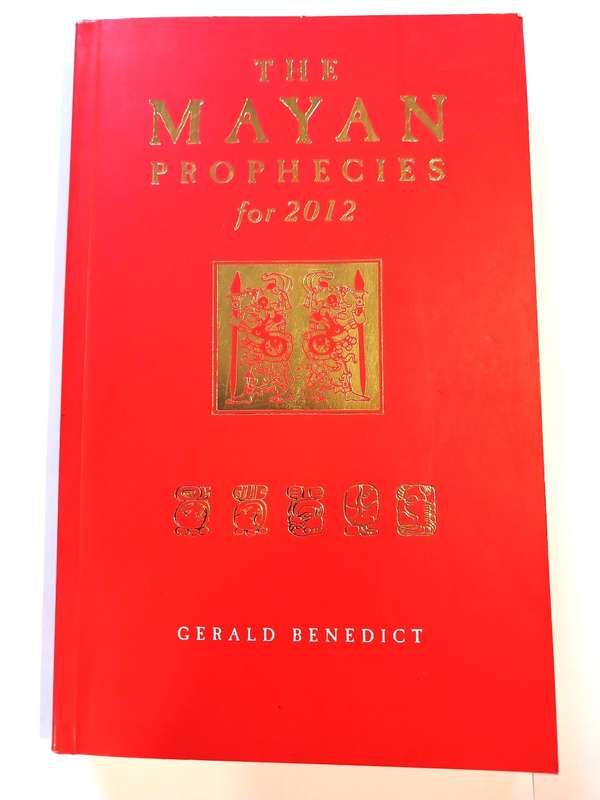 THE
MAYAN
PROPHECIES
for 2012
GERALD BENEDICT